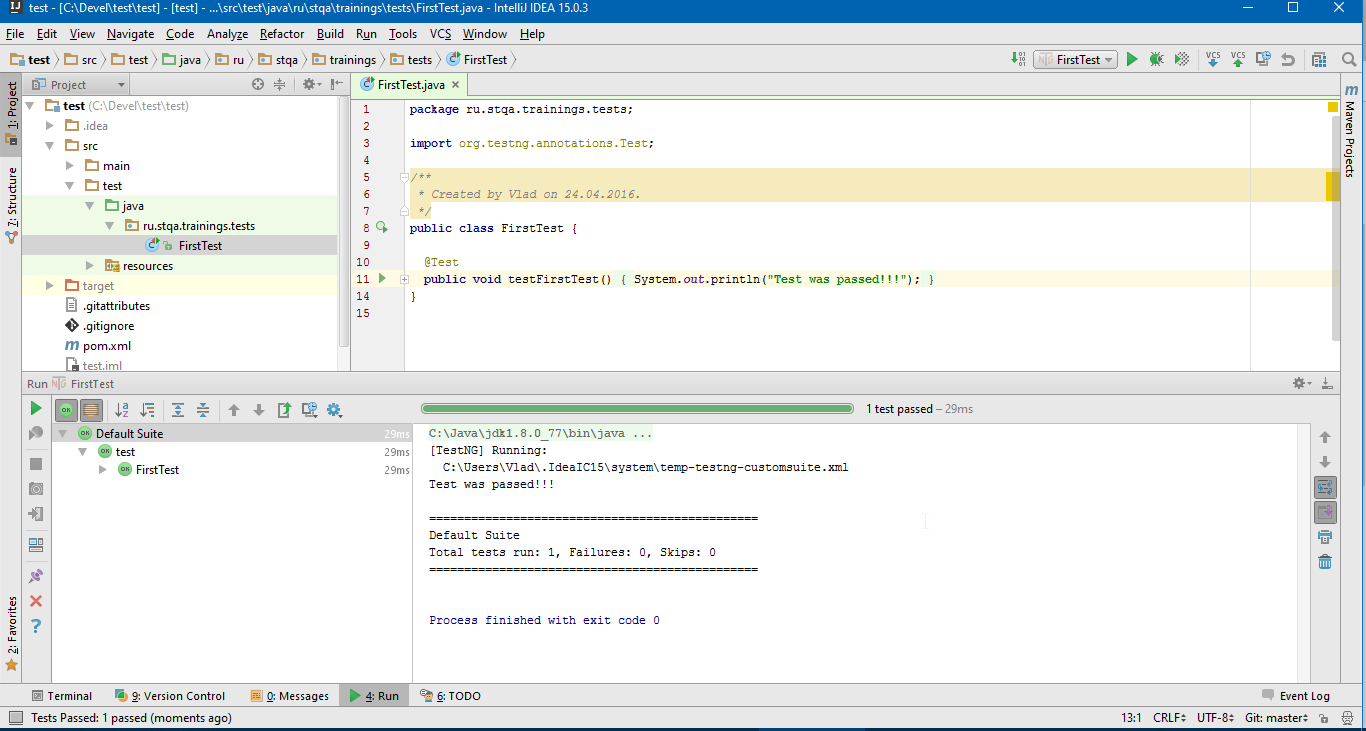 test - [C:\Devel\test\test] - [test] - ...\src\test\java\ru\stqa\trainings\tests\FirstTest.java - IntelliJ IDEA 15.0.3
File Edit View Navigate Code Analyze Refactor Build Run Tools VCS Window Help
test src test java ru stqa trainings tests FirstTest
FirstTest VCS VCS
1: Project
7: Structure
2: Favorites
Project
test (C:\Devel\test\test)
.idea
src
main
test
java
ru.stqa.trainings.tests
FirstTest
resources
target
.gitattributes
.gitignore
pom.xml
test.iml
FirstTest.java
1 package ru.stqa.trainings.tests;
2
3 import org.testng.annotations.Test;
4
5 /**
6 * Created by Vlad on 24.04.2016.
7 */
8 public class FirstTest {
9
10 @Test
11 public void testFirstTest() { System.out.println("Test was passed!!!"); }
14 }
15
Maven Projects
Run FirstTest
1 test passed – 29ms
Default Suite 29ms
test 29ms
FirstTest 29ms
C:\Java\jdk1.8.0_77\bin\java ...
[TestNG] Running:
C:\Users\Vlad\.IdeaIC15\system\temp-testng-customsuite.xml
Test was passed!!!
===============================================
Default Suite
Total tests run: 1, Failures: 0, Skips: 0
===============================================
Process finished with exit code 0
Terminal 9: Version Control 0: Messages 4: Run 6: TODO Event Log
Tests Passed: 1 passed (moments ago) 13:1 CRLF UTF-8 Git: master